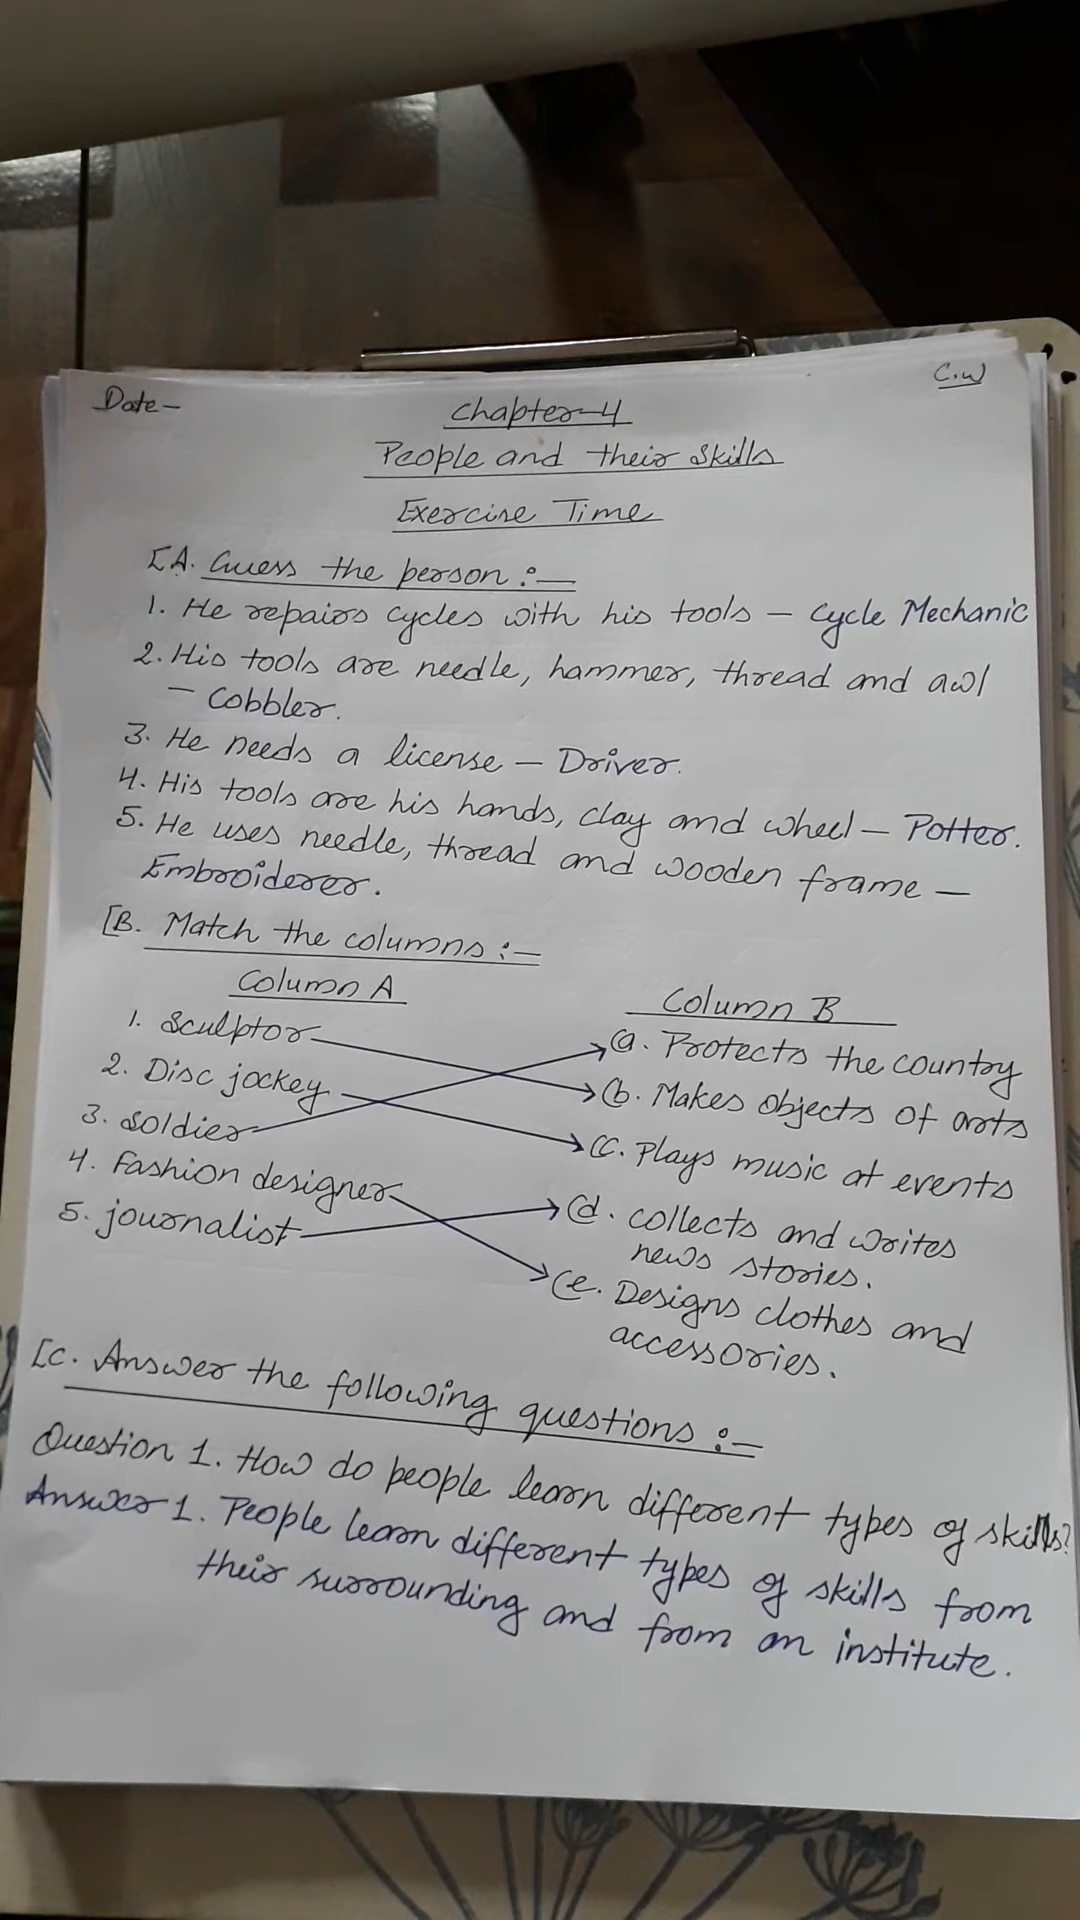 C.W
Date-
Chapter-4
People and their Skills
Exercise Time
[A. Guess the person :-
1. He repairs cycles with his tools - Cycle Mechanic
2. His tools are needle, hammer, thread and awl
- Cobbler.
3. He needs a license - Driver.
4. His tools are his hands, clay and wheel - Potter.
5. He uses needle, thread and wooden frame -
Embroiderer.
[B. Match the columns :-
Column A
Column B
1. Sculptor
(a. Protects the country
2. Disc jockey
(b. Makes objects of arts
3. Soldier
(c. Plays music at events
4. Fashion designer
(d. collects and writes
news stories.
5. journalist
(e. Designs clothes and
accessories.
[C. Answer the following questions :-
Question 1. How do people learn different types of skills?
Answer 1. People learn different types of skills from
their surrounding and from an institute.